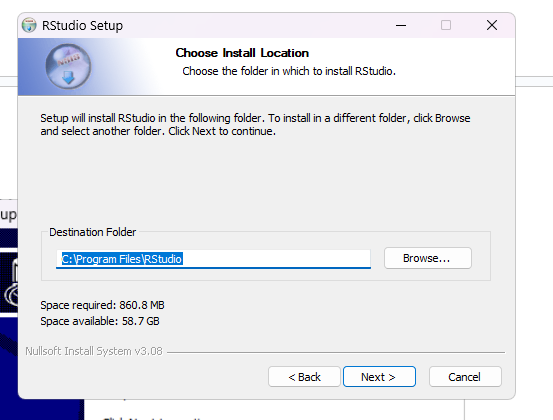 RStudio Setup
Choose Install Location
Choose the folder in which to install RStudio.
Setup will install RStudio in the following folder. To install in a different folder, click Browse
and select another folder. Click Next to continue.
up
Destination Folder
C:\Program Files\RStudio
Browse...
Space required: 860.8 MB
Space available: 58.7 GB
Nullsoft Install System v3.08
< Back
Next >
Cancel